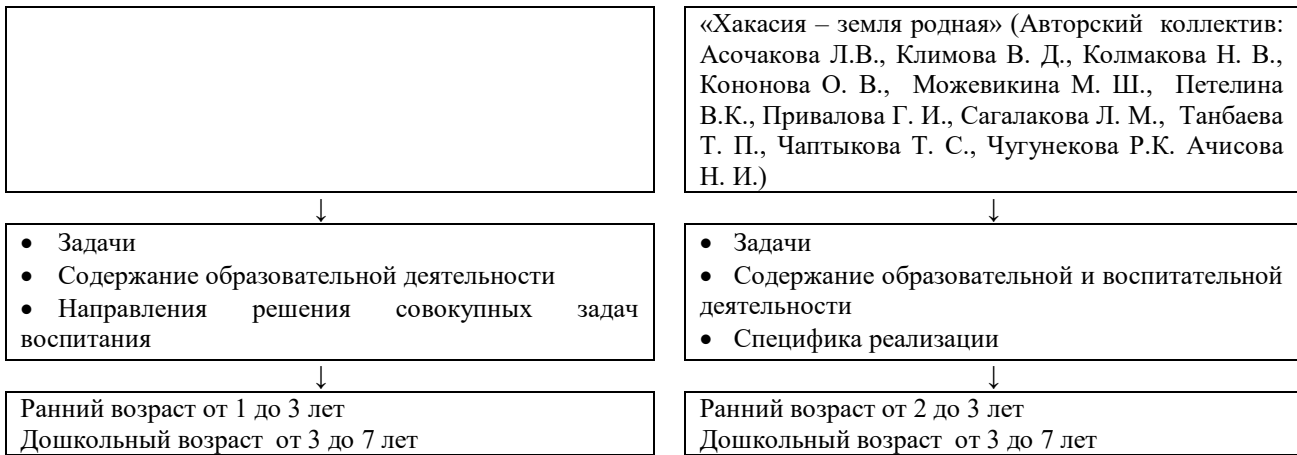 «Хакасия – земля родная» (Авторский коллектив:
Асочакова Л.В., Климова В. Д., Колмакова Н. В.,
Кононова О. В., Можевикина М. Ш., Петелина
В.К., Привалова Г. И., Сагалакова Л. М., Танбаева
Т. П., Чаптыкова Т. С., Чугунекова Р.К. Ачисова
Н. И.)
↓
↓
• Задачи
• Содержание образовательной деятельности
• Направления решения совокупных задач
воспитания
• Задачи
• Содержание образовательной и воспитательной
деятельности
• Специфика реализации
↓
↓
Ранний возраст от 1 до 3 лет
Дошкольный возраст от 3 до 7 лет
Ранний возраст от 2 до 3 лет
Дошкольный возраст от 3 до 7 лет